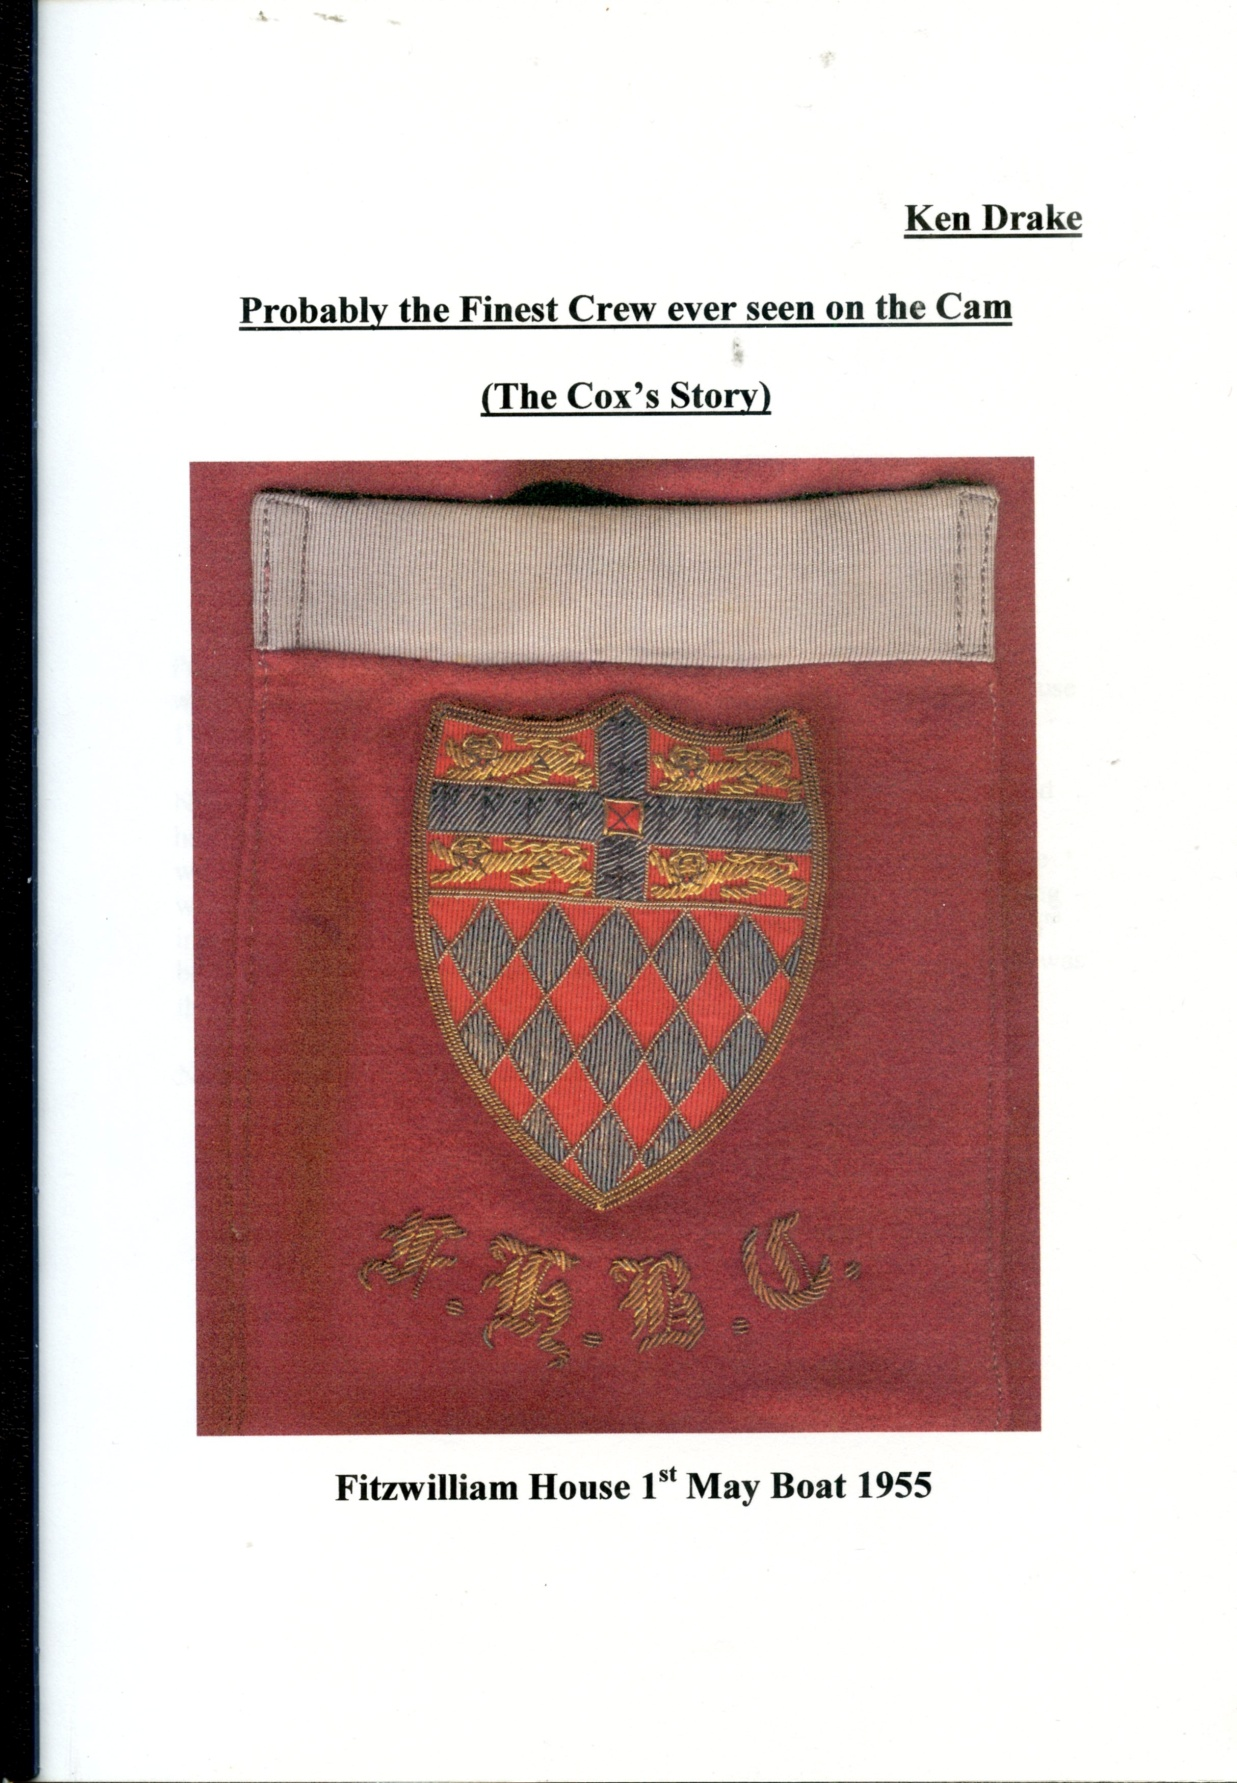 Ken Drake
Probably the Finest Crew ever seen on the Cam
(The Cox's Story)
F.H.B.C.
Fitzwilliam House 1st May Boat 1955